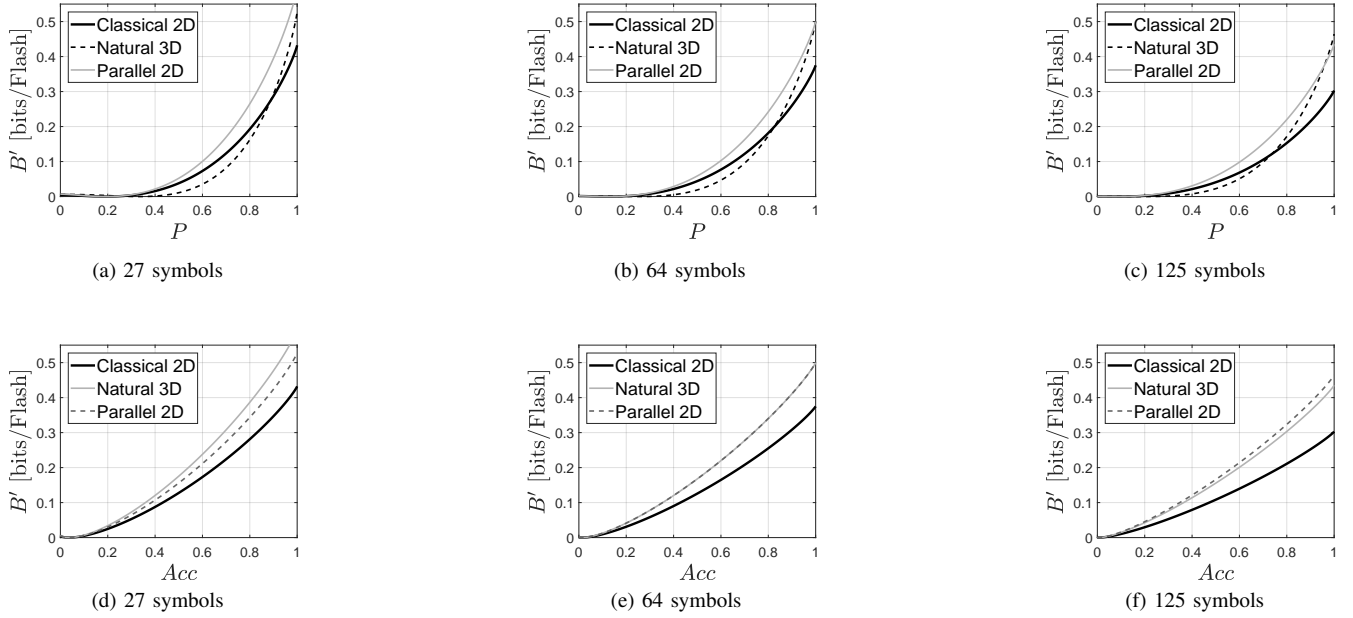 0.5
0.4
0.3
0.2
0.1
0
B′ [bits/Flash]
Classical 2D
Natural 3D
Parallel 2D
0 0.2 0.4 0.6 0.8 1
P
(a) 27 symbols
0.5
0.4
0.3
0.2
0.1
0
B′ [bits/Flash]
Classical 2D
Natural 3D
Parallel 2D
0 0.2 0.4 0.6 0.8 1
P
(b) 64 symbols
0.5
0.4
0.3
0.2
0.1
0
B′ [bits/Flash]
Classical 2D
Natural 3D
Parallel 2D
0 0.2 0.4 0.6 0.8 1
P
(c) 125 symbols
0.5
0.4
0.3
0.2
0.1
0
B′ [bits/Flash]
Classical 2D
Natural 3D
Parallel 2D
0 0.2 0.4 0.6 0.8 1
Acc
(d) 27 symbols
0.5
0.4
0.3
0.2
0.1
0
B′ [bits/Flash]
Classical 2D
Natural 3D
Parallel 2D
0 0.2 0.4 0.6 0.8 1
Acc
(e) 64 symbols
0.5
0.4
0.3
0.2
0.1
0
B′ [bits/Flash]
Classical 2D
Natural 3D
Parallel 2D
0 0.2 0.4 0.6 0.8 1
Acc
(f) 125 symbols